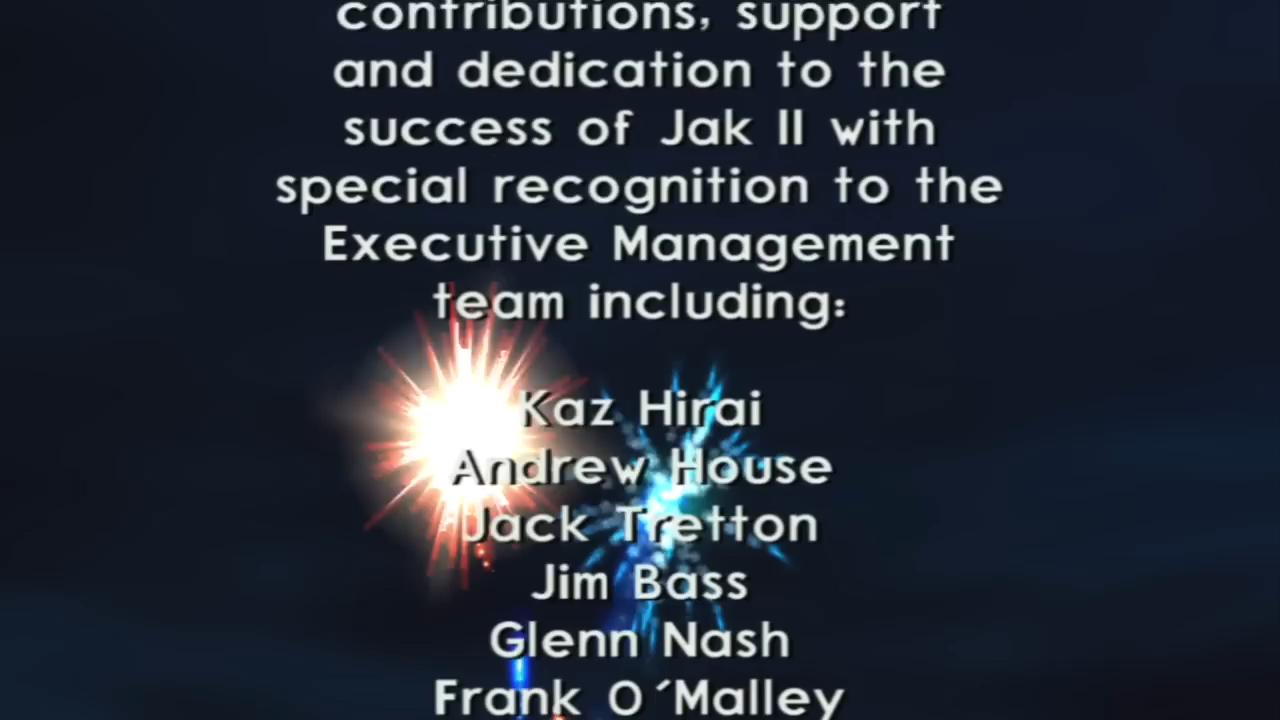 contributions, support
and dedication to the
success of Jak II with
special recognition to the
Executive Management
team including:
Kaz Hirai
Andrew House
Jack Tretton
Jim Bass
Glenn Nash
Frank O´Malley